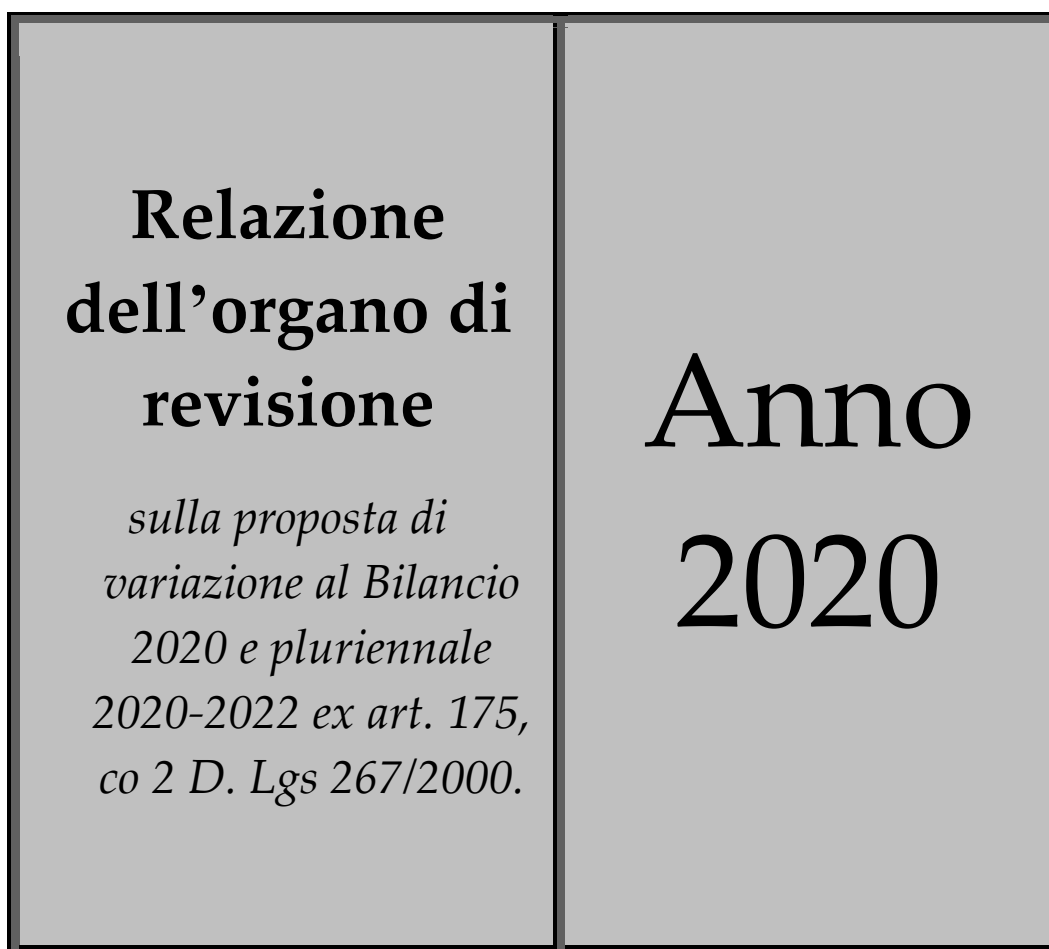 Relazione
dell’organo di
revisione
sulla proposta di
variazione al Bilancio
2020 e pluriennale
2020-2022 ex art. 175,
co 2 D. Lgs 267/2000.
Anno
2020